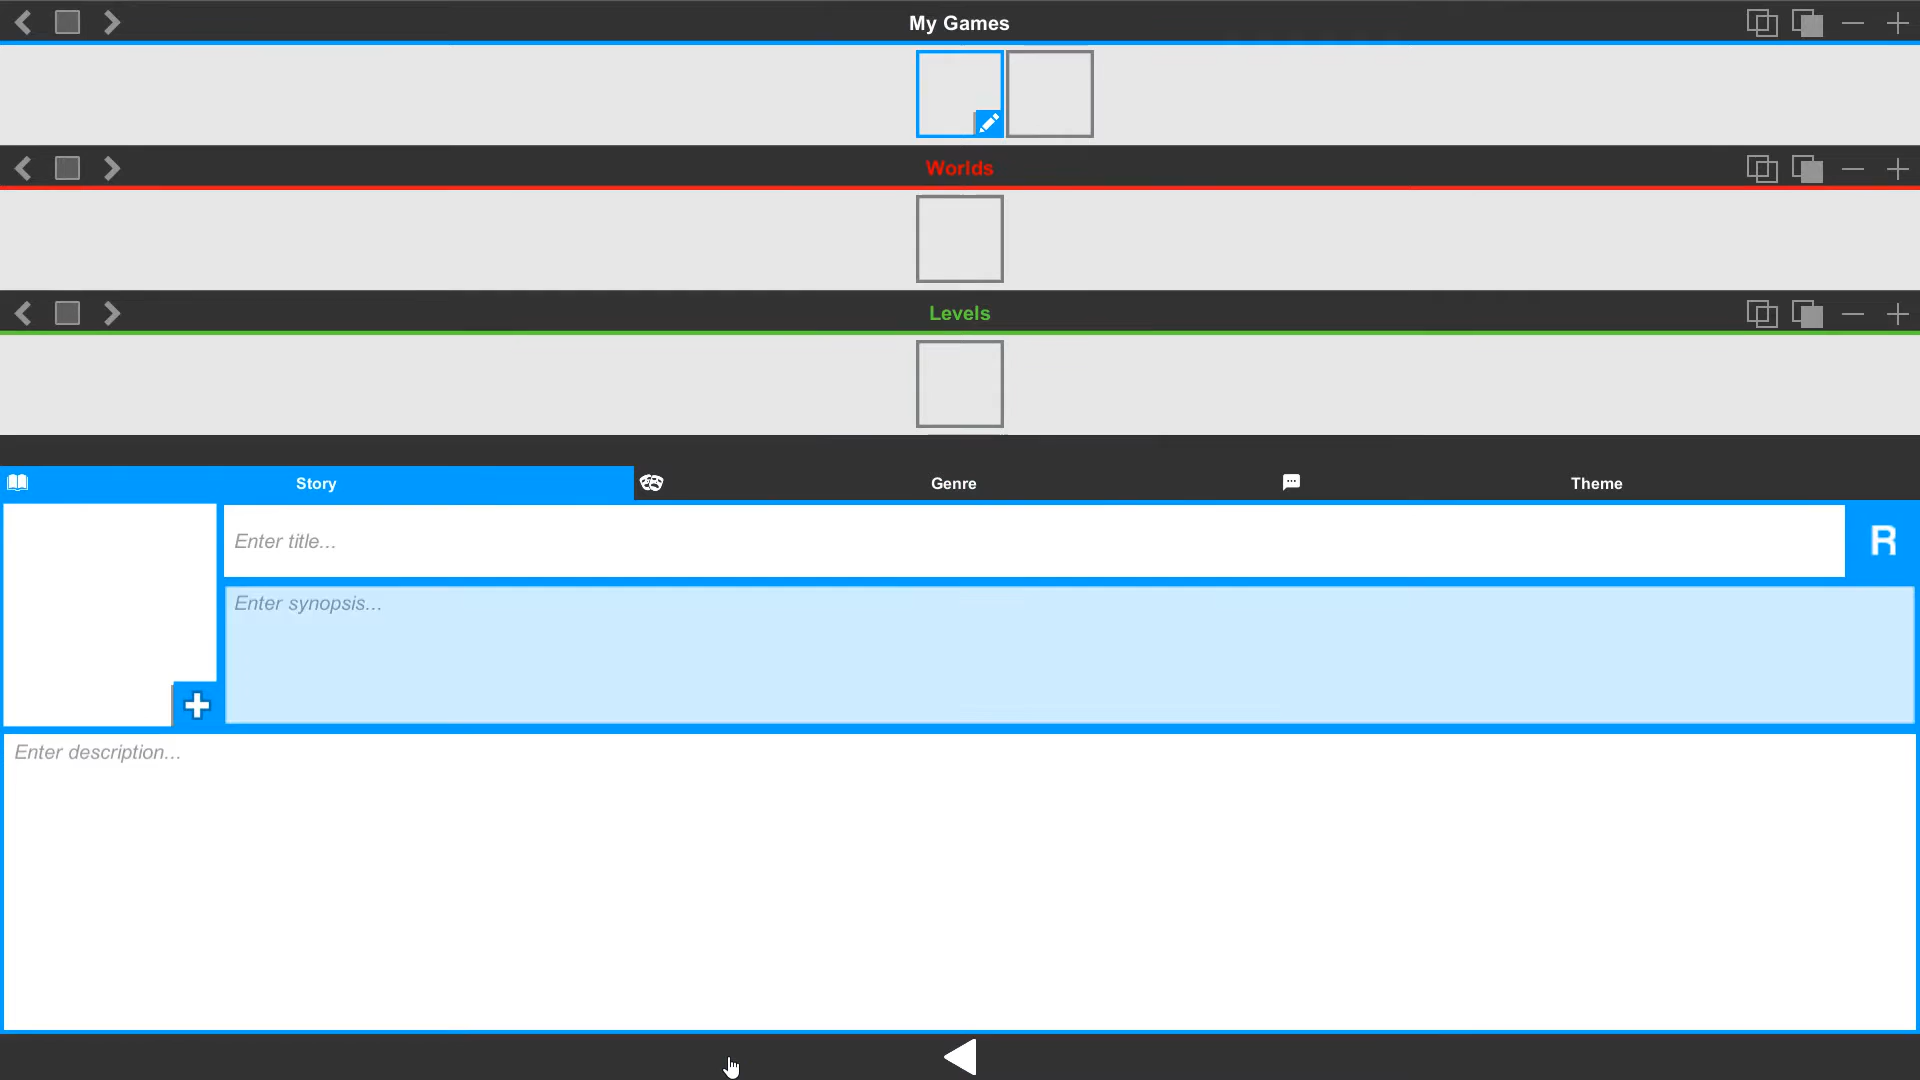 My Games
Worlds
Levels
Story Genre Theme
Enter title...
R
Enter synopsis...
Enter description...